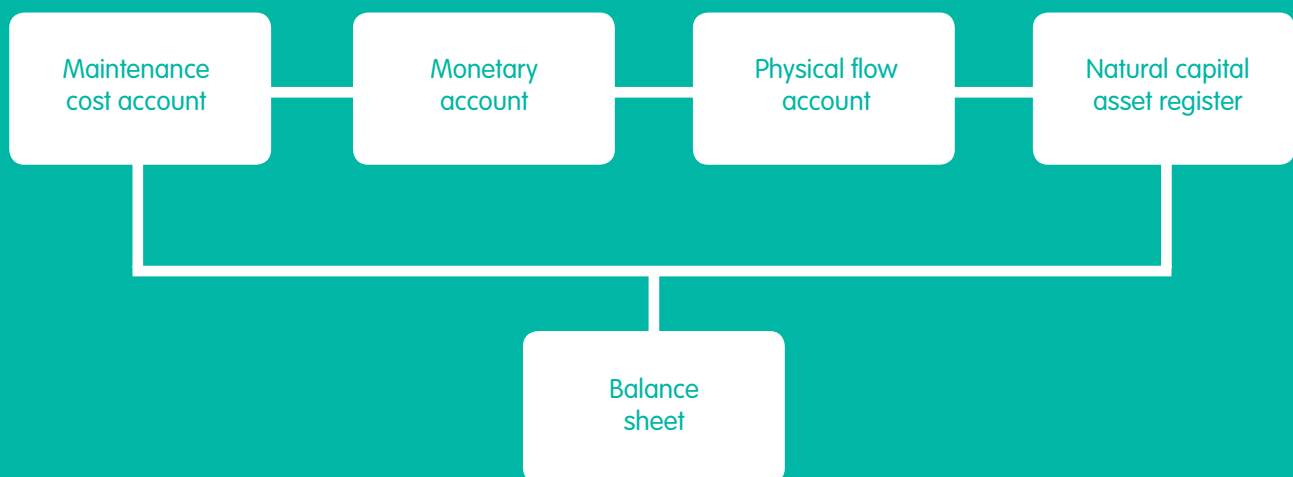 Maintenance
cost account
Monetary
account
Physical flow
account
Natural capital
asset register
Balance
sheet